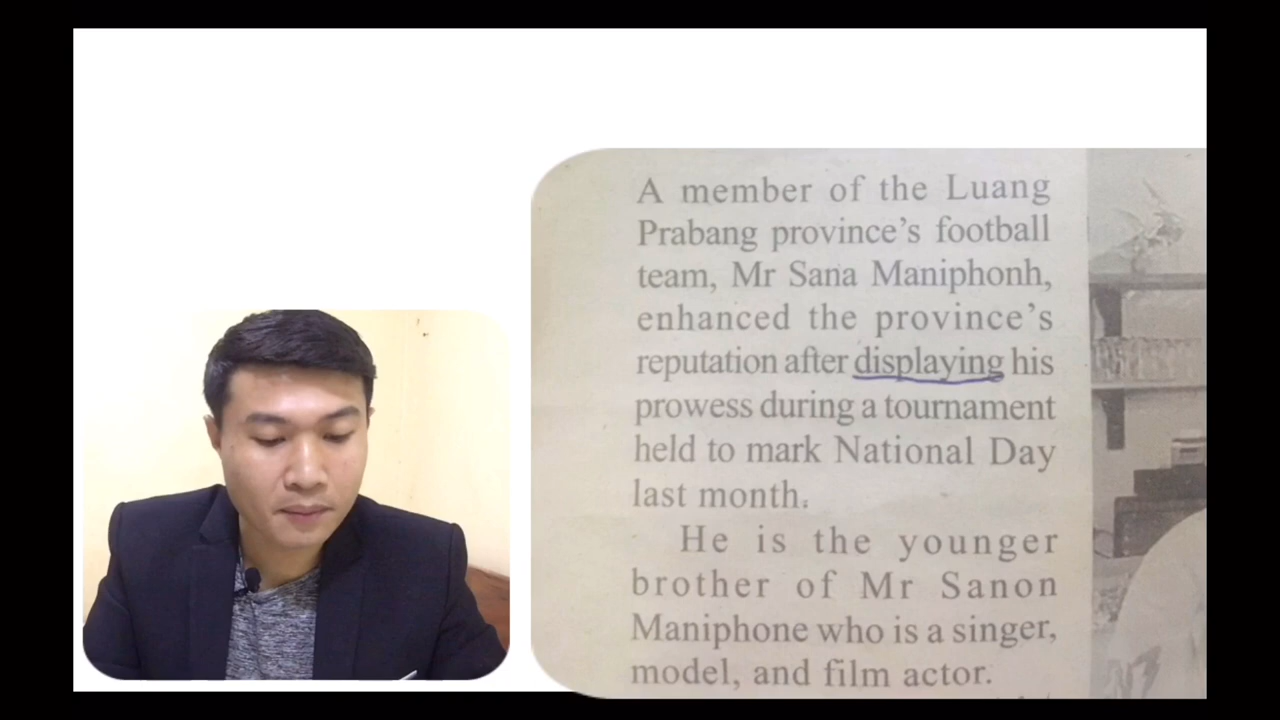 A member of the Luang
Prabang province's football
team, Mr Sana Maniphonh,
enhanced the province's
reputation after displaying his
prowess during a tournament
held to mark National Day
last month.
He is the younger
brother of Mr Sanon
Maniphone who is a singer,
model, and film actor.